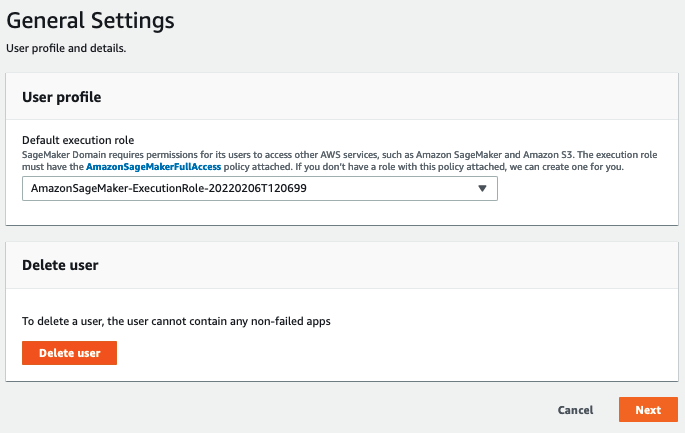 General Settings
User profile and details.
User profile
Default execution role
SageMaker Domain requires permissions for its users to access other AWS services, such as Amazon SageMaker and Amazon S3. The execution role
must have the AmazonSageMakerFullAccess policy attached. If you don't have a role with this policy attached, we can create one for you.
AmazonSageMaker-ExecutionRole-20220206T120699
Delete user
To delete a user, the user cannot contain any non-failed apps
Delete user
Cancel Next